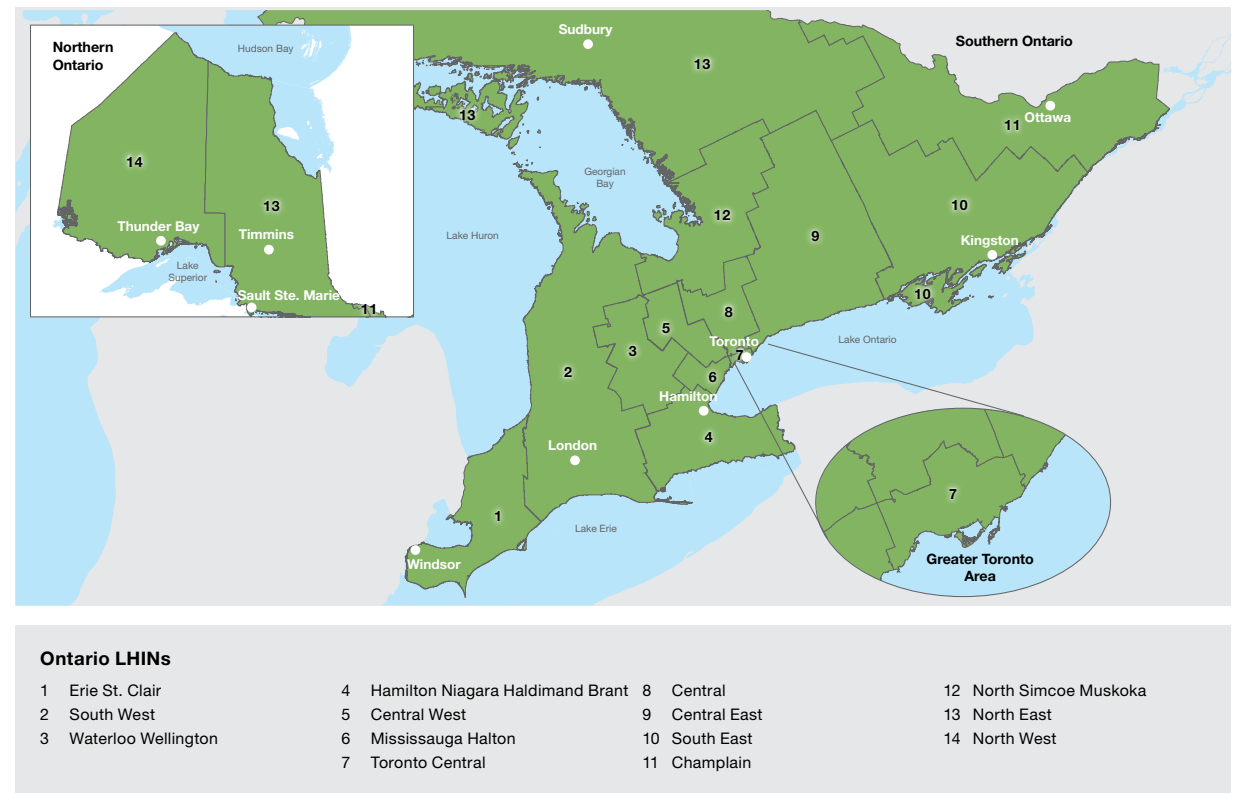 Northern
Ontario
Hudson Bay
14
13
Thunder Bay
Timmins
Lake
Superior
Sault Ste. Marie
11
Sudbury
Southern Ontario
13
13
Ottawa
11
Georgian
Bay
10
12
Lake Huron
9
Kingston
10
8
5
Toronto
Lake Ontario
3
7
2
6
Hamilton
4
London
7
1
Lake Erie
Windsor
Greater Toronto
Area
Ontario LHINs
1 Erie St. Clair
2 South West
3 Waterloo Wellington
4 Hamilton Niagara Haldimand Brant
5 Central West
6 Mississauga Halton
7 Toronto Central
8 Central
9 Central East
10 South East
11 Champlain
12 North Simcoe Muskoka
13 North East
14 North West